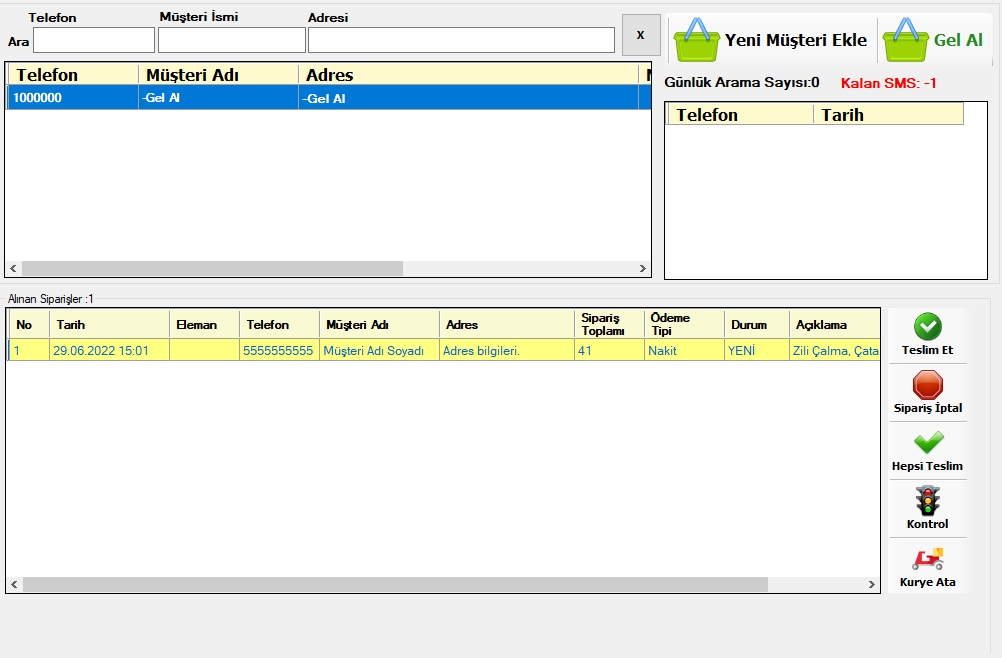 Telefon Müşteri İsmi Adresi
Ara x Yeni Müşteri Ekle Gel Al
Telefon Müşteri Adı Adres
1000000 -Gel Al -Gel Al
Günlük Arama Sayısı:0 Kalan SMS: -1
Telefon Tarih
Alınan Siparişler :1
No Tarih Eleman Telefon Müşteri Adı Adres Sipariş Toplamı Ödeme Tipi Durum Açıklama
1 29.06.2022 15:01 5555555555 Müşteri Adı Soyadı Adres bilgileri. 41 Nakit YENİ Zili Çalma, Çata
Teslim Et
Sipariş İptal
Hepsi Teslim
Kontrol
Kurye Ata